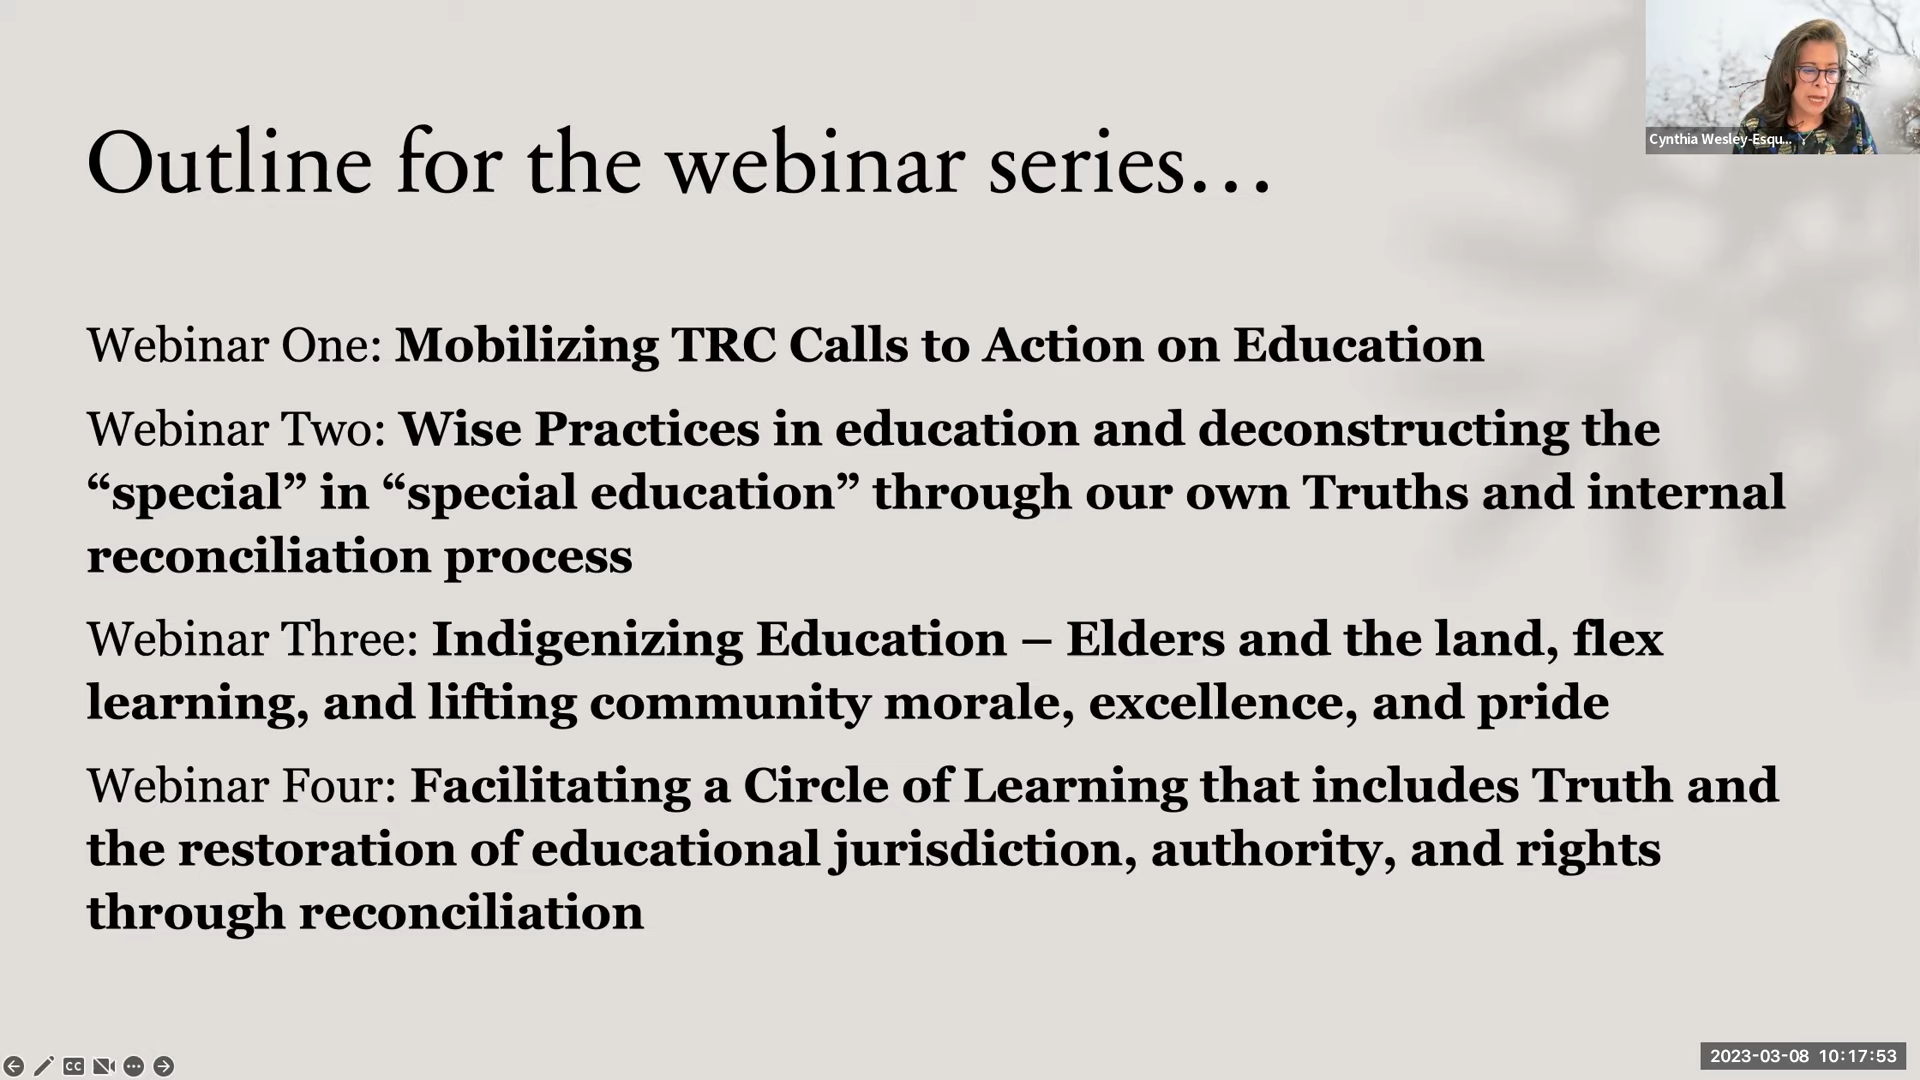 Cynthia Wesley-Esqu...
Outline for the webinar series…
Webinar One: Mobilizing TRC Calls to Action on Education
Webinar Two: Wise Practices in education and deconstructing the
“special” in “special education” through our own Truths and internal
reconciliation process
Webinar Three: Indigenizing Education – Elders and the land, flex
learning, and lifting community morale, excellence, and pride
Webinar Four: Facilitating a Circle of Learning that includes Truth and
the restoration of educational jurisdiction, authority, and rights
through reconciliation
CC
2023-03-08 10:17:53